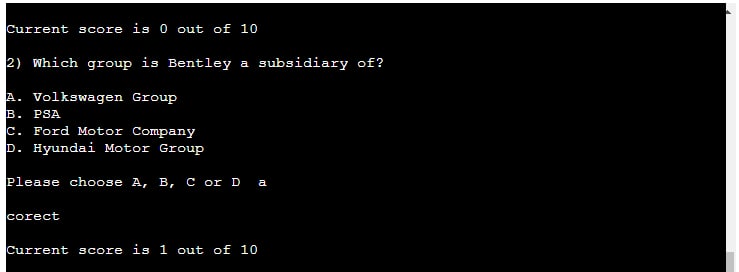 Current score is 0 out of 10
2) Which group is Bentley a subsidiary of?
A. Volkswagen Group
B. PSA
C. Ford Motor Company
D. Hyundai Motor Group
Please choose A, B, C or D  a
corect
Current score is 1 out of 10